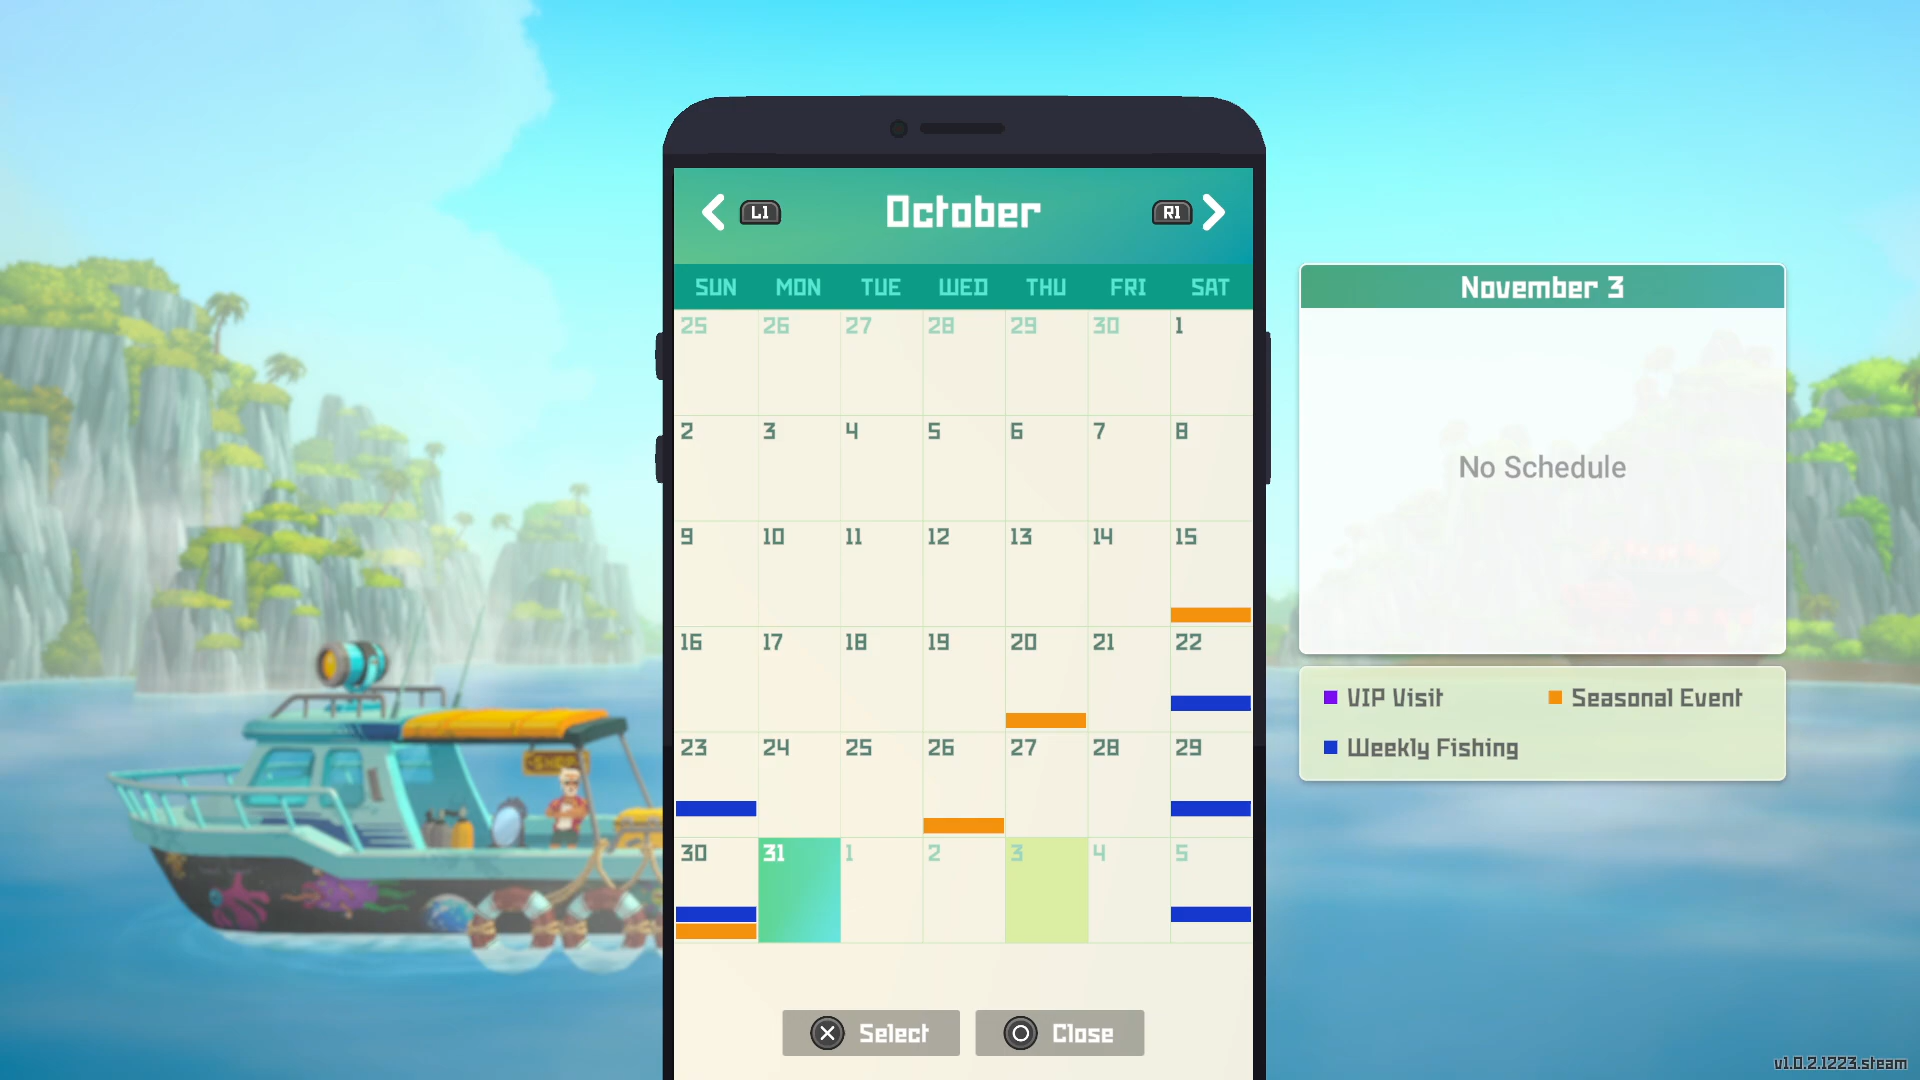 L1
October
R1
SUN MON TUE WED THU FRI SAT
25 26 27 28 29 30 1
2 3 4 5 6 7 8
9 10 11 12 13 14 15
16 17 18 19 20 21 22
23 24 25 26 27 28 29
30 31 1 2 3 4 5
Select
Close
November 3
No Schedule
VIP Visit
Seasonal Event
Weekly Fishing
SHOP
v1.0.2.1223.steam